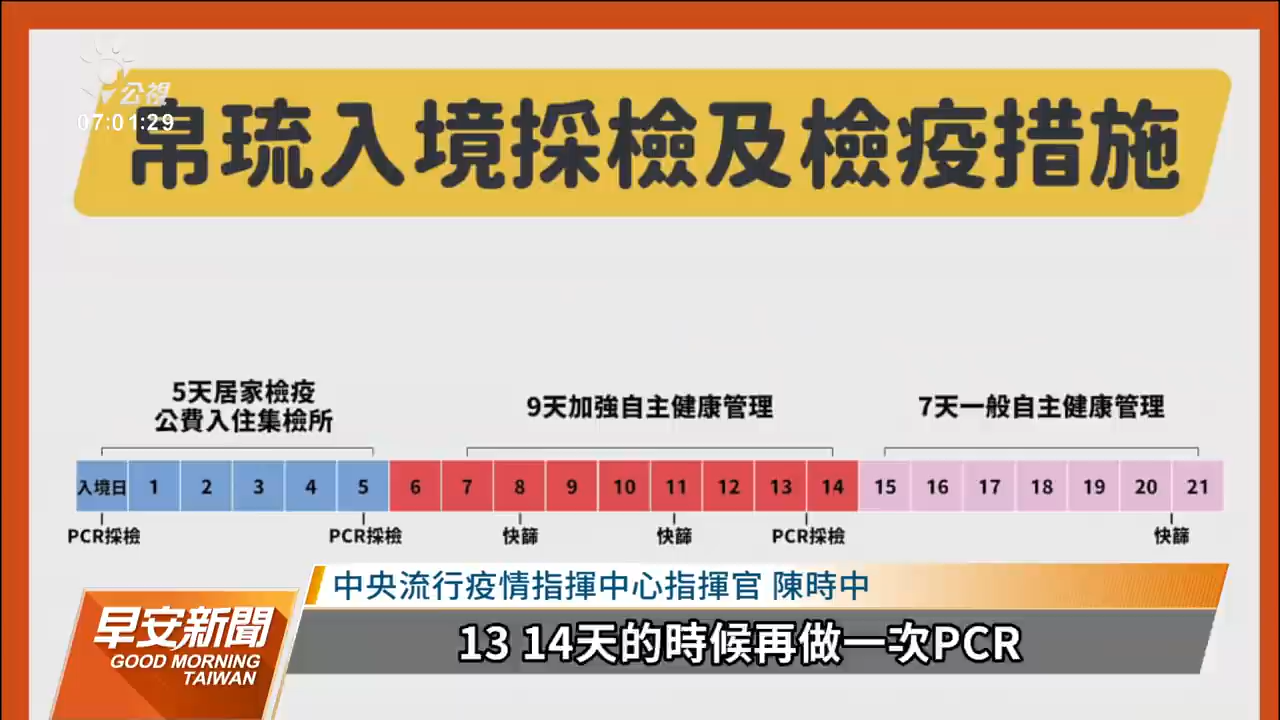 公視
07:01:29
帛琉入境採檢及檢疫措施
5天居家檢疫
公費入住集檢所
9天加強自主健康管理
7天一般自主健康管理
入境日 1 2 3 4 5 6 7 8 9 10 11 12 13 14 15 16 17 18 19 20 21
PCR採檢 PCR採檢 快篩 快篩 PCR採檢 快篩
中央流行疫情指揮中心指揮官 陳時中
13 14天的時候再做一次PCR
早安新聞
GOOD MORNING
TAIWAN